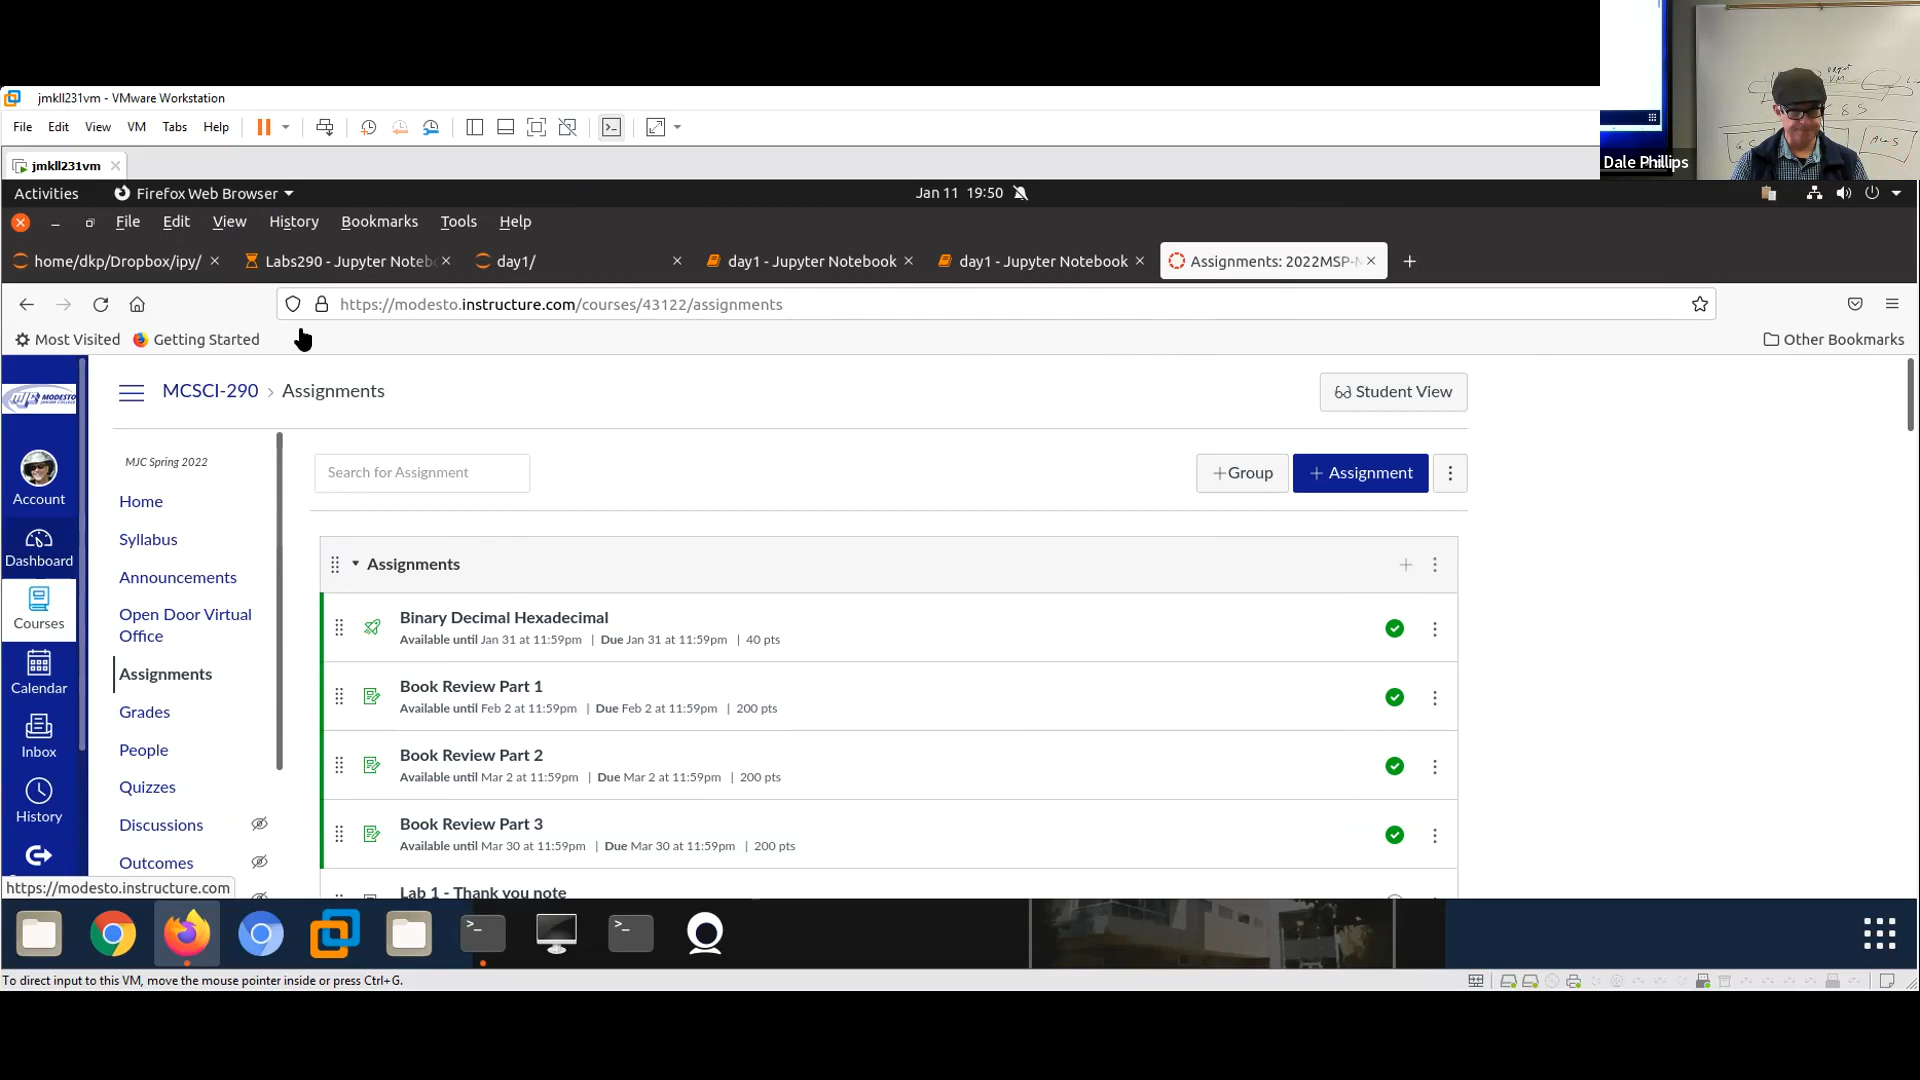 jmkll231vm - VMware Workstation
File Edit View VM Tabs Help
Dale Phillips
jmkll231vm
Activities Firefox Web Browser Jan 11 19:50
File Edit View History Bookmarks Tools Help
home/dkp/Dropbox/ipy/ Labs290 - Jupyter Notebo day1/ day1 - Jupyter Notebook day1 - Jupyter Notebook Assignments: 2022MSP-M
https://modesto.instructure.com/courses/43122/assignments
Most Visited Getting Started Other Bookmarks
MODESTO
MCSCI-290 › Assignments
Student View
MJC Spring 2022
Search for Assignment
+Group
+ Assignment
Account
Dashboard
Courses
Calendar
Inbox
History
Home
Syllabus
Announcements
Open Door Virtual
Office
Assignments
Grades
People
Quizzes
Discussions
Outcomes
Assignments
Binary Decimal Hexadecimal
Available until Jan 31 at 11:59pm | Due Jan 31 at 11:59pm | 40 pts
Book Review Part 1
Available until Feb 2 at 11:59pm | Due Feb 2 at 11:59pm | 200 pts
Book Review Part 2
Available until Mar 2 at 11:59pm | Due Mar 2 at 11:59pm | 200 pts
Book Review Part 3
Available until Mar 30 at 11:59pm | Due Mar 30 at 11:59pm | 200 pts
Lab 1 - Thank you note
https://modesto.instructure.com
To direct input to this VM, move the mouse pointer inside or press Ctrl+G.